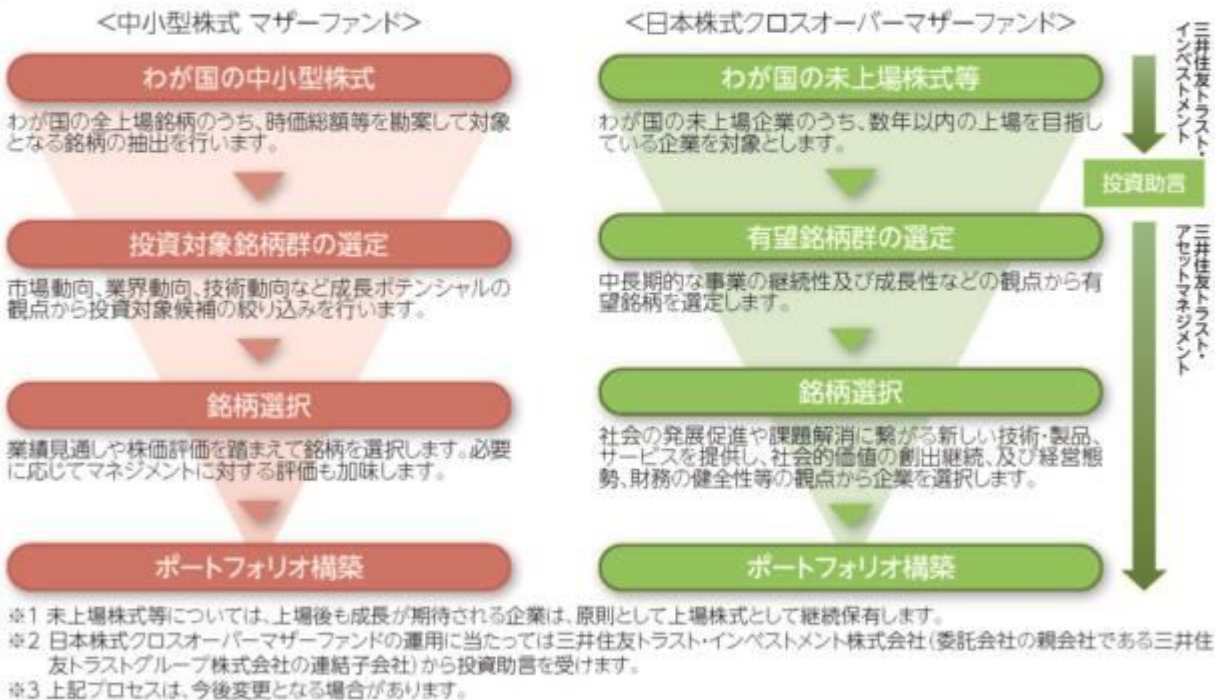 <中小型株式 マザーファンド>
わが国の中小型株式
わが国の全上場銘柄のうち、時価総額等を勘案して対象
となる銘柄の抽出を行います。
投資対象銘柄群の選定
市場動向、業界動向、技術動向など成長ポテンシャルの
観点から投資対象候補の絞り込みを行います。
銘柄選択
業績見通しや株価評価を踏まえて銘柄を選択します。必要
に応じてマネジメントに対する評価も加味します。
ポートフォリオ構築
<日本株式クロスオーバーマザーファンド>
わが国の未上場株式等
わが国の未上場企業のうち、数年以内の上場を目指し
ている企業を対象とします。
有望銘柄群の選定
中長期的な事業の継続性及び成長性などの観点から有
望銘柄を選定します。
銘柄選択
社会の発展促進や課題解消に繋がる新しい技術・製品、
サービスを提供し、社会的価値の創出継続、及び経営態
勢、財務の健全性等の観点から企業を選択します。
ポートフォリオ構築
三井住友トラスト・
インベストメント
投資助言
三井住友トラスト・
アセットマネジメント
※1 未上場株式等については、上場後も成長が期待される企業は、原則として上場株式として継続保有します。
※2 日本株式クロスオーバーマザーファンドの運用に当たっては三井住友トラスト・インベストメント株式会社(委託会社の親会社である三井住
友トラストグループ株式会社の連結子会社)から投資助言を受けます。
※3 上記プロセスは、今後変更となる場合があります。